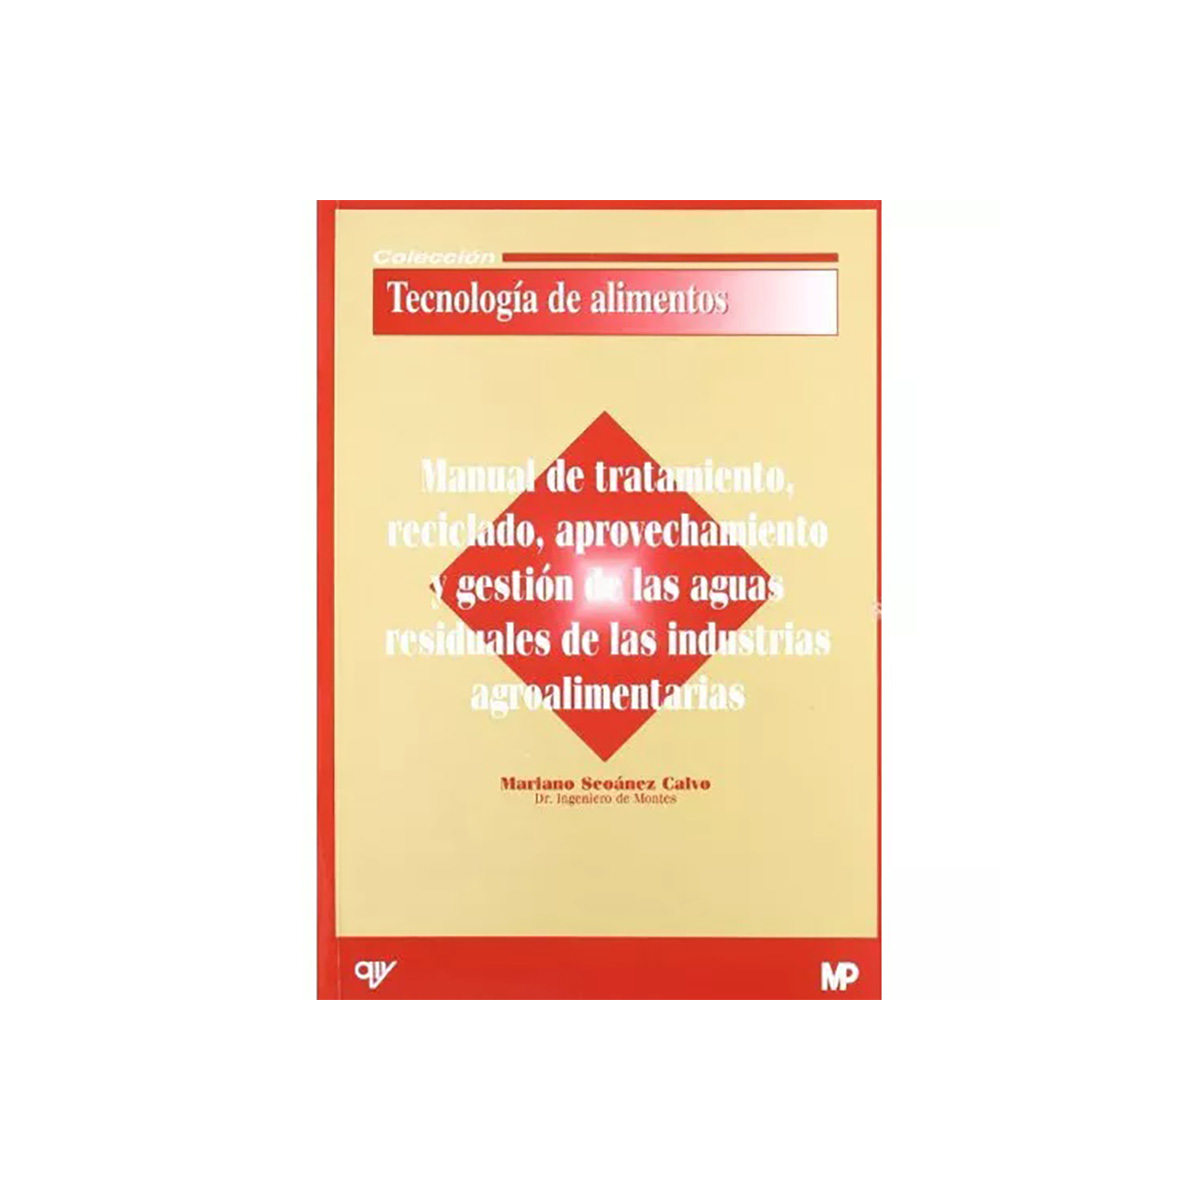 Colección
Tecnología de alimentos
Manual de tratamiento,
reciclado, aprovechamiento
y gestión de las aguas
residuales de las industrias
agroalimentarias
Mariano Seoánez Calvo
Dr. Ingeniero de Montes
MP